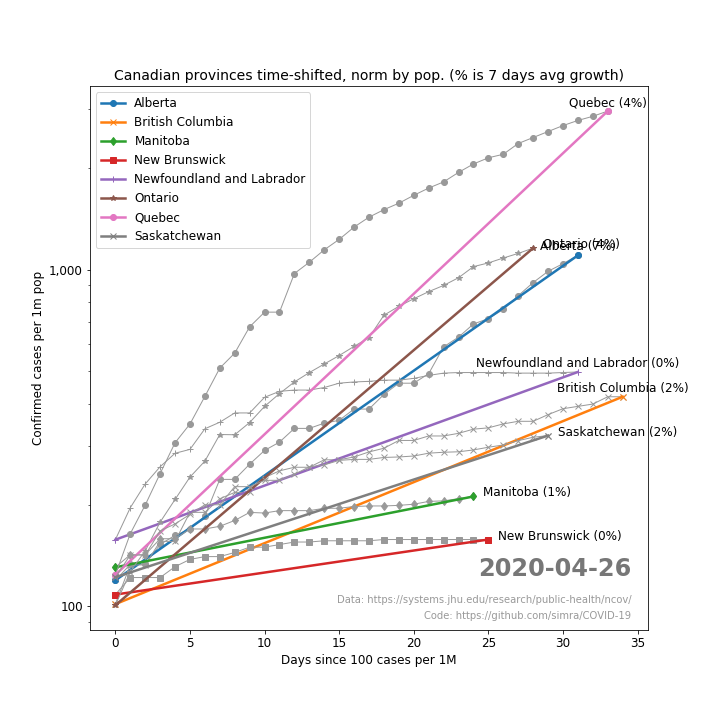 Canadian provinces time-shifted, norm by pop. (% is 7 days avg growth)
Alberta
British Columbia
Manitoba
New Brunswick
Newfoundland and Labrador
Ontario
Quebec
Saskatchewan
Quebec (4%)
Ontario (4%)
Alberta (7%)
Newfoundland and Labrador (0%)
British Columbia (2%)
Saskatchewan (2%)
Manitoba (1%)
New Brunswick (0%)
2020-04-26
Data: https://systems.jhu.edu/research/public-health/ncov/
Code: https://github.com/simra/COVID-19
Confirmed cases per 1m pop
1,000
100
0 5 10 15 20 25 30 35
Days since 100 cases per 1M